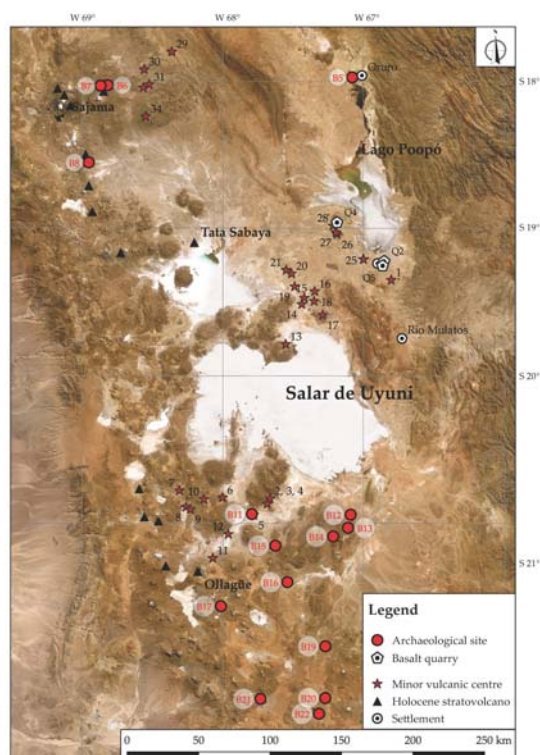 W 69 W 68 W 67
29
30
Oruro
B5
31
B7 B6
S 18
Sajama
34
Lago Poopó
B8
28 Q4
S 19
27 26
Tata Sabaya
Q2
25
Q5 1
21 20
15 16
19
18
14
17
13
Rio Mulatos
S 20
Salar de Uyuni
7
10 6
2, 3, 4
8 9
5
B11 B12
B13
12
B14
B15
11
S 21
Ollagüe
B16
B17
B19
B21 B20
B22
Legend
Archaeological site
Basalt quarry
Minor vulcanic centre
Holocene stratovolcano
Settlement
0 50 100 150 200 250 km